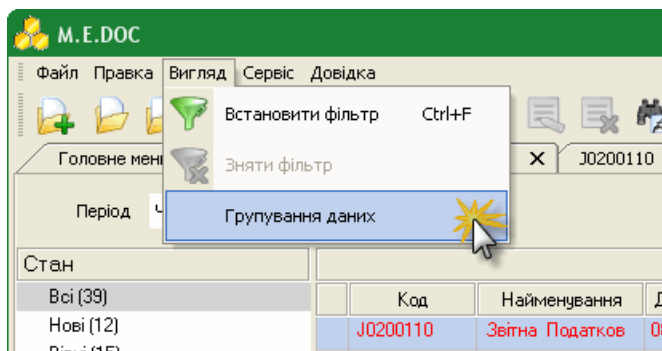 M.E.DOC
Файл Правка Вигляд Сервіс Довідка
Встановити фільтр Ctrl+F
Головне мен X J0200110
Зняти фільтр
Період
Групування даних
Стан
Всі (39)
Код Найменування
Нові (12)
J0200110 Звітна Податков